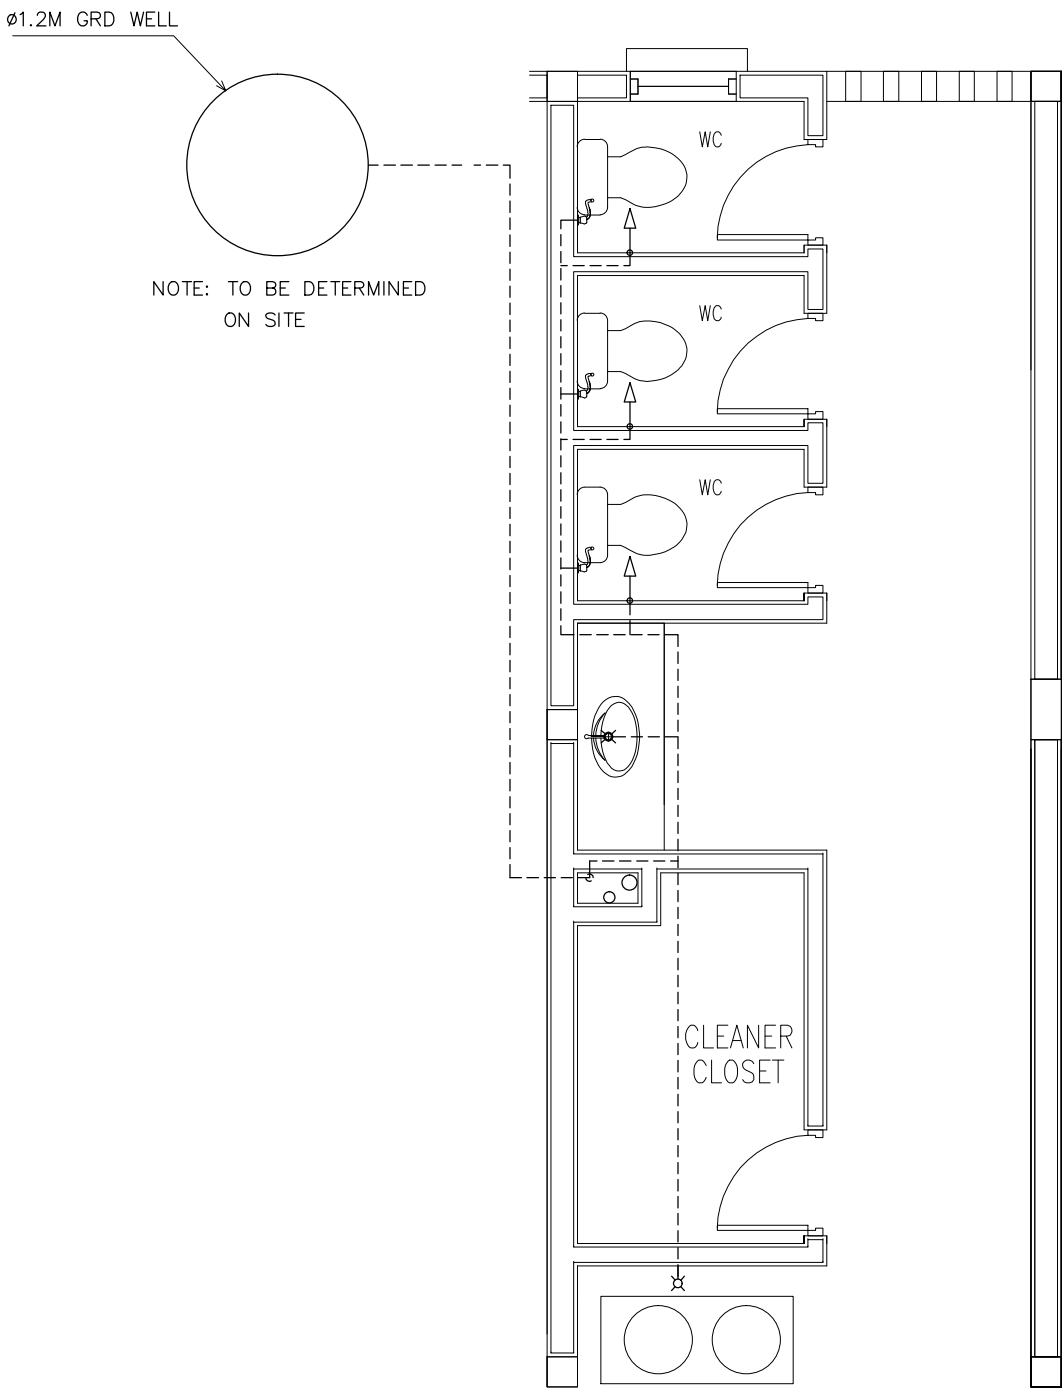 ø1.2M GRD WELL
NOTE: TO BE DETERMINED
ON SITE
WC
WC
WC
CLEANER
CLOSET